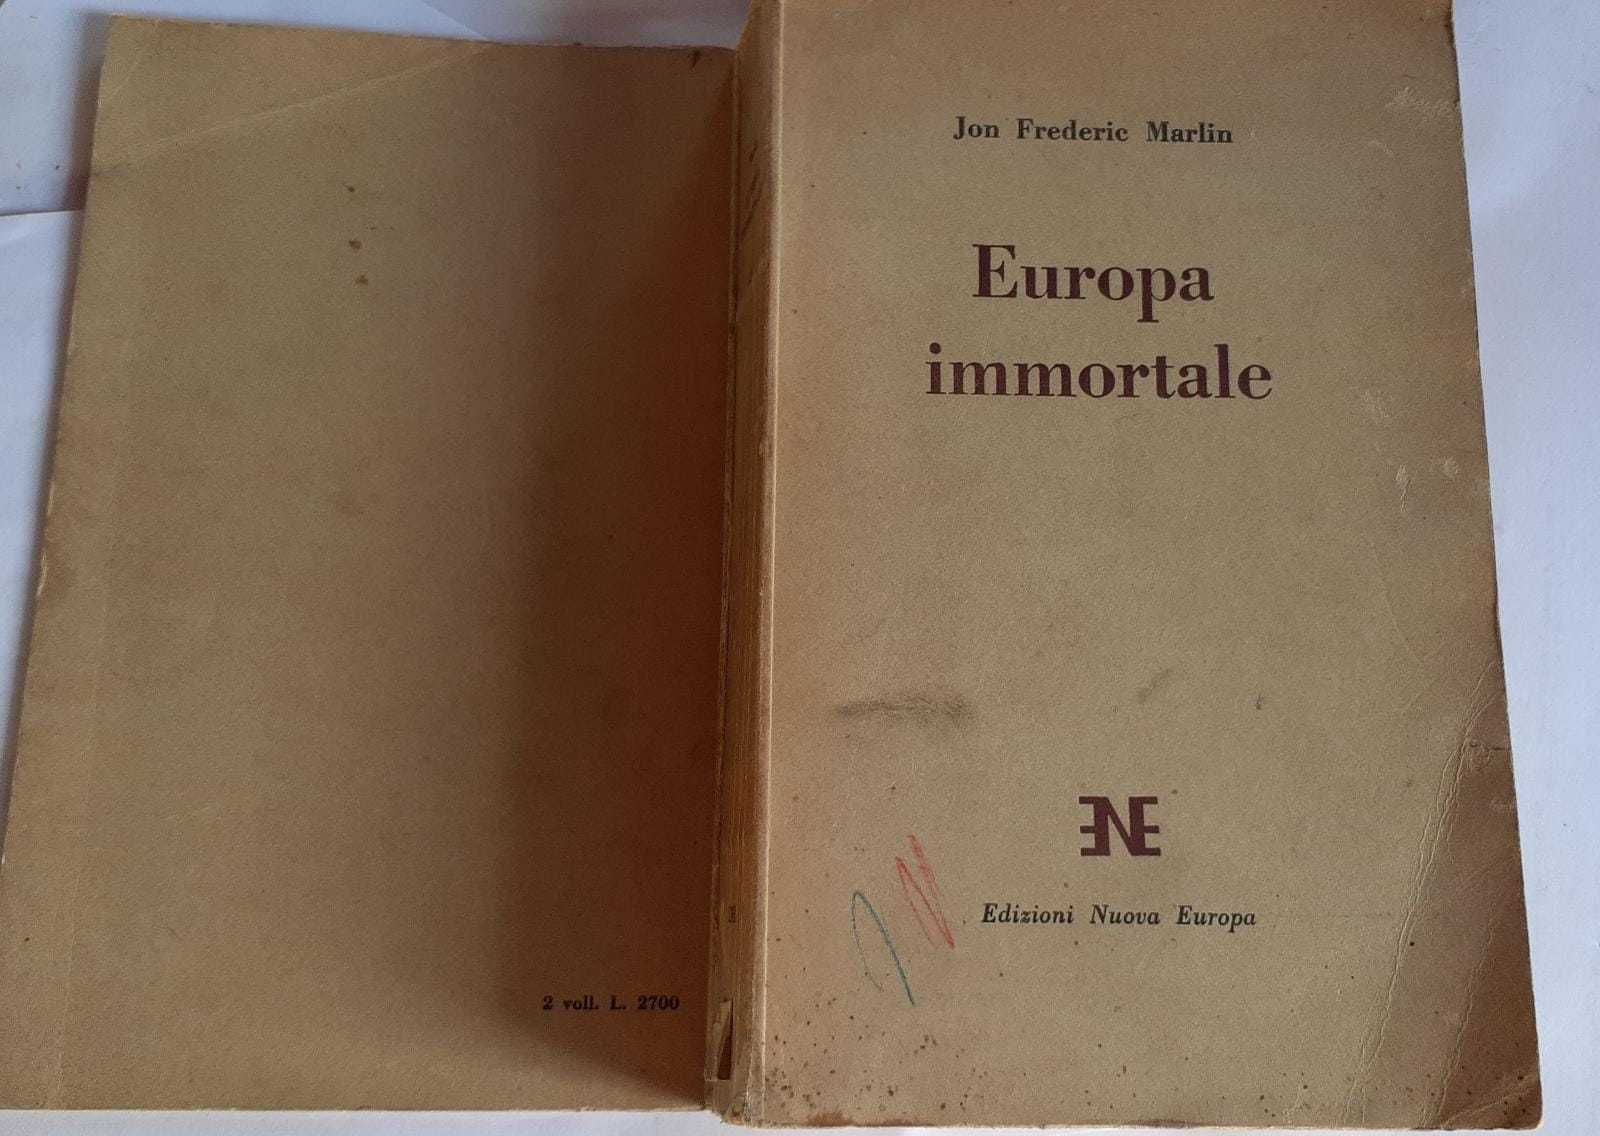 Jon Frederic Marlin
Europa
immortale
ENE
Edizioni Nuova Europa
2 voll. L. 2700